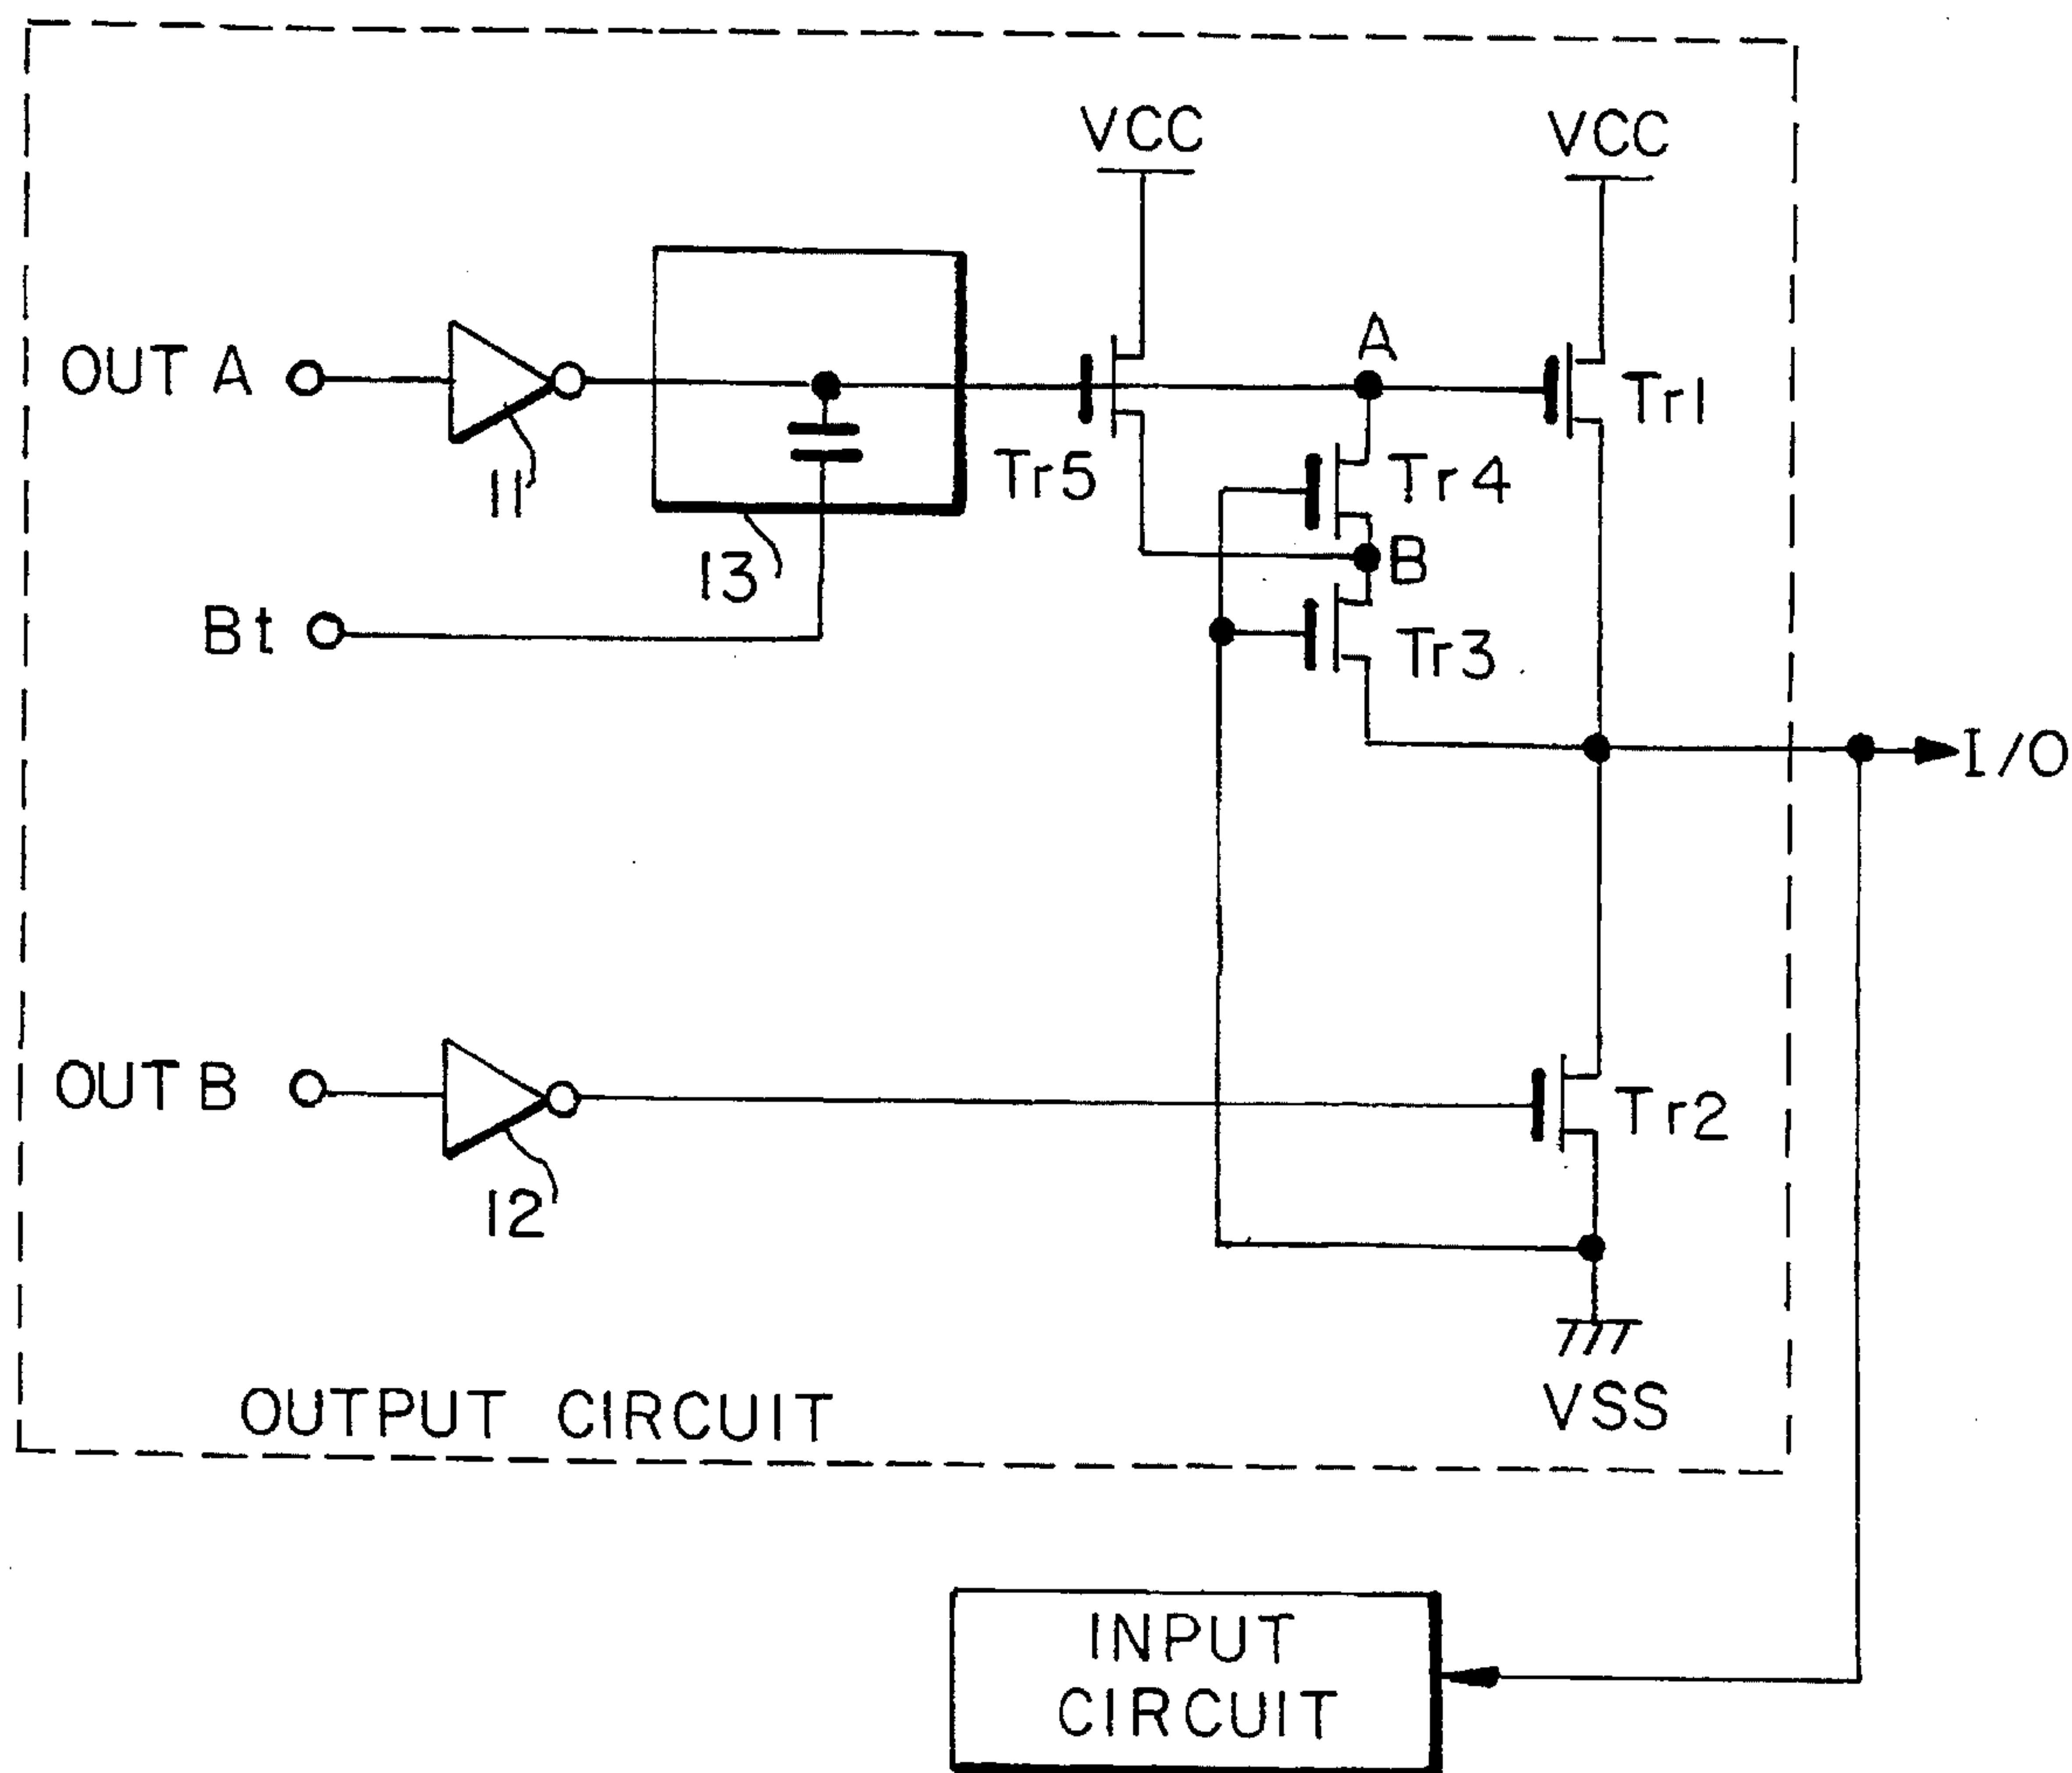 VCC
VCC
OUT A
A
Tr1
11
Tr5
Tr4
13
B
Bt
Tr3
I/O
OUT B
Tr2
12
OUTPUT CIRCUIT
VSS
INPUT
CIRCUIT